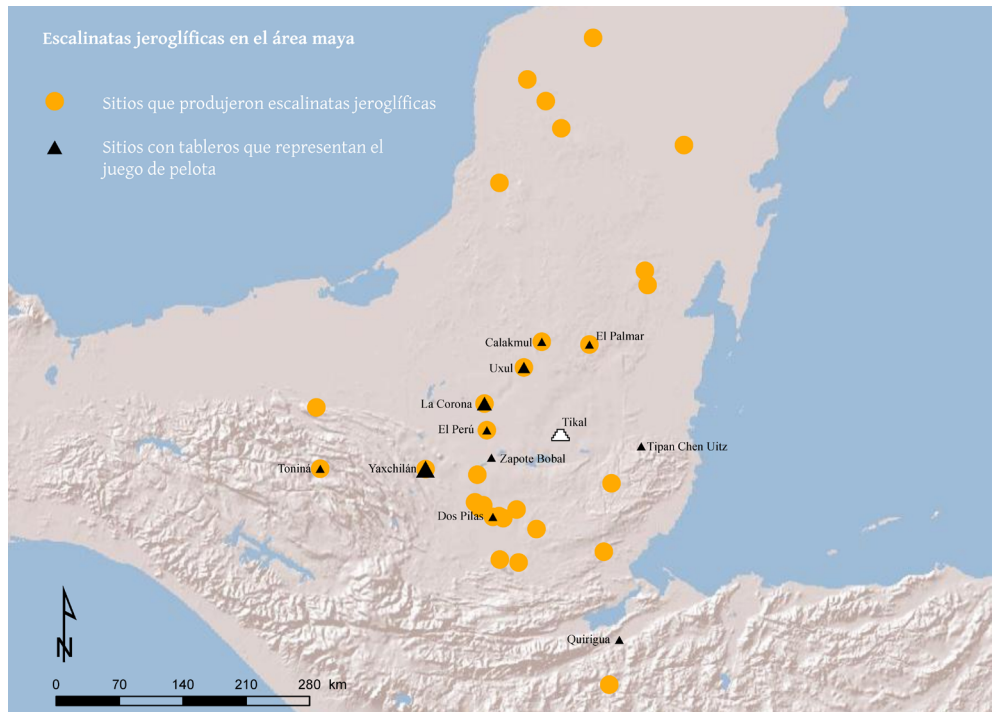 Escalinatas jeroglíficas en el área maya
Sitios que produjeron escalinatas jeroglíficas
Sitios con tableros que representan el
juego de pelota
Calakmul
El Palmar
Uxul
La Corona
El Perú
Tikal
Tipan Chen Uitz
Zapote Bobal
Toniná
Yaxchilán
Dos Pilas
Quirigua
N
0 70 140 210 280 km